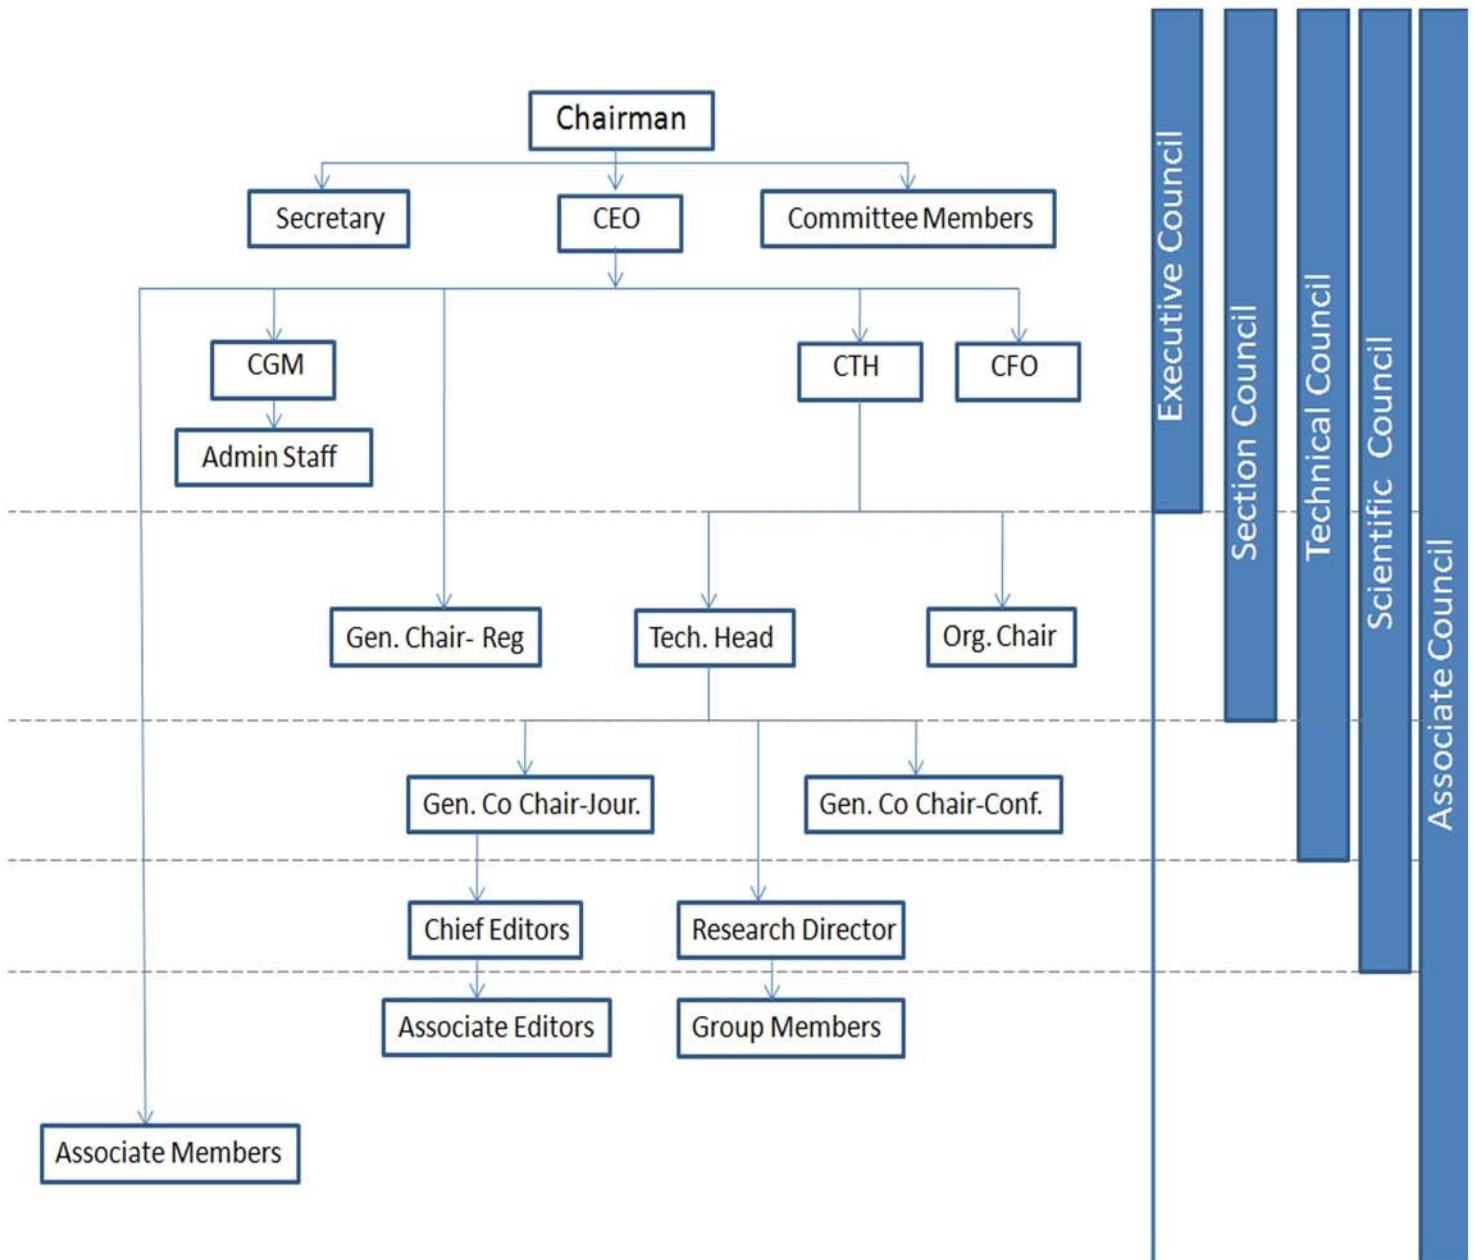 Chairman
Secretary
CEO
Committee Members
CGM
CTH
CFO
Admin Staff
Gen. Chair- Reg
Tech. Head
Org. Chair
Gen. Co Chair-Jour.
Gen. Co Chair-Conf.
Chief Editors
Research Director
Associate Editors
Group Members
Associate Members
Executive Council
Section Council
Technical Council
Scientific Council
Associate Council